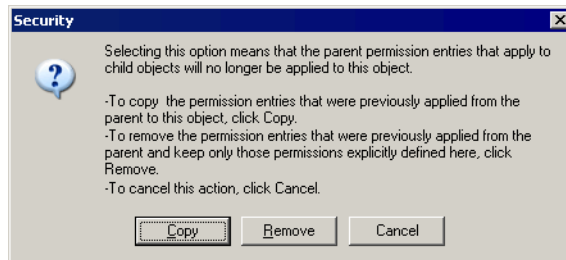 Security
Selecting this option means that the parent permission entries that apply to
child objects will no longer be applied to this object.
-To copy the permission entries that were previously applied from the
parent to this object, click Copy.
-To remove the permission entries that were previously applied from the
parent and keep only those permissions explicitly defined here, click
Remove.
-To cancel this action, click Cancel.
Copy Remove Cancel